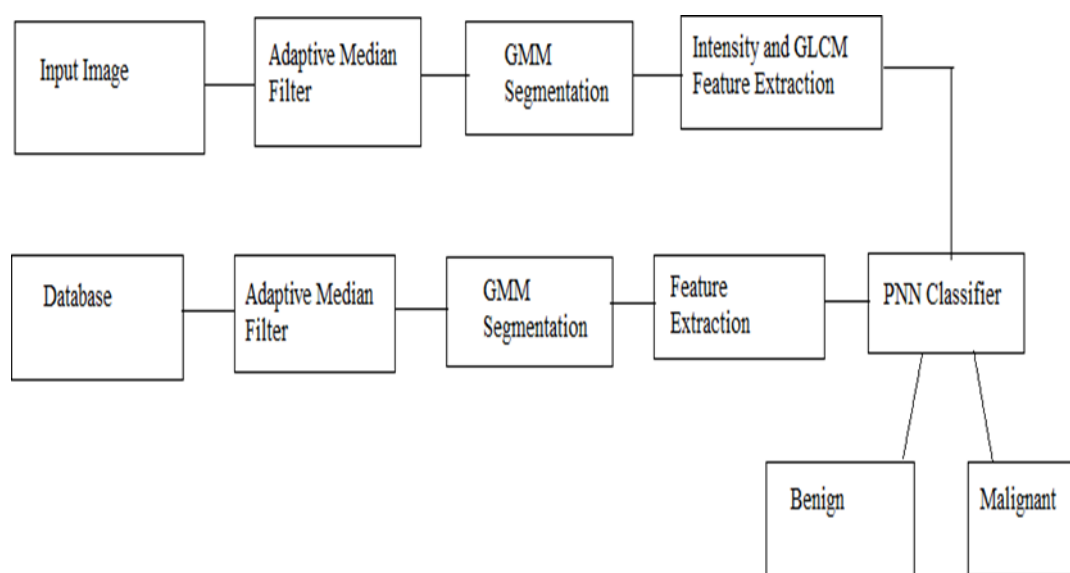 Input Image
Adaptive Median
Filter
GMM
Segmentation
Intensity and GLCM
Feature Extraction
Database
Adaptive Median
Filter
GMM
Segmentation
Feature
Extraction
PNN Classifier
Benign
Malignant